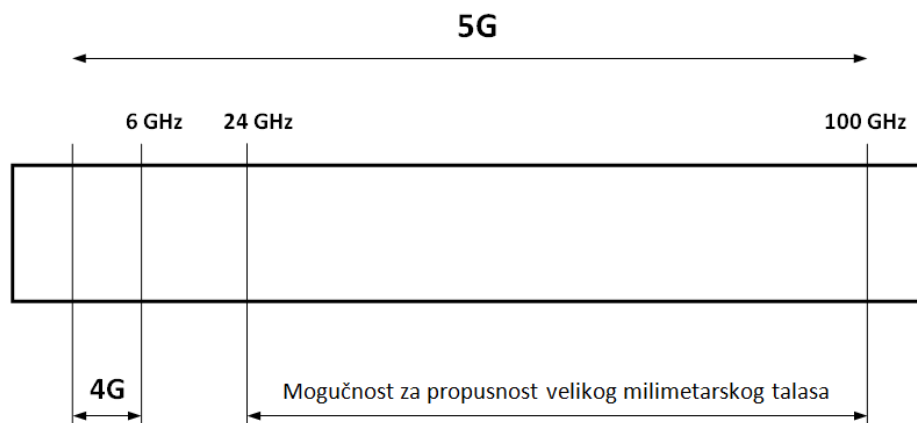 5G
6 GHz 24 GHz 100 GHz
4G
Mogučnost za propusnost velikog milimetarskog talasa